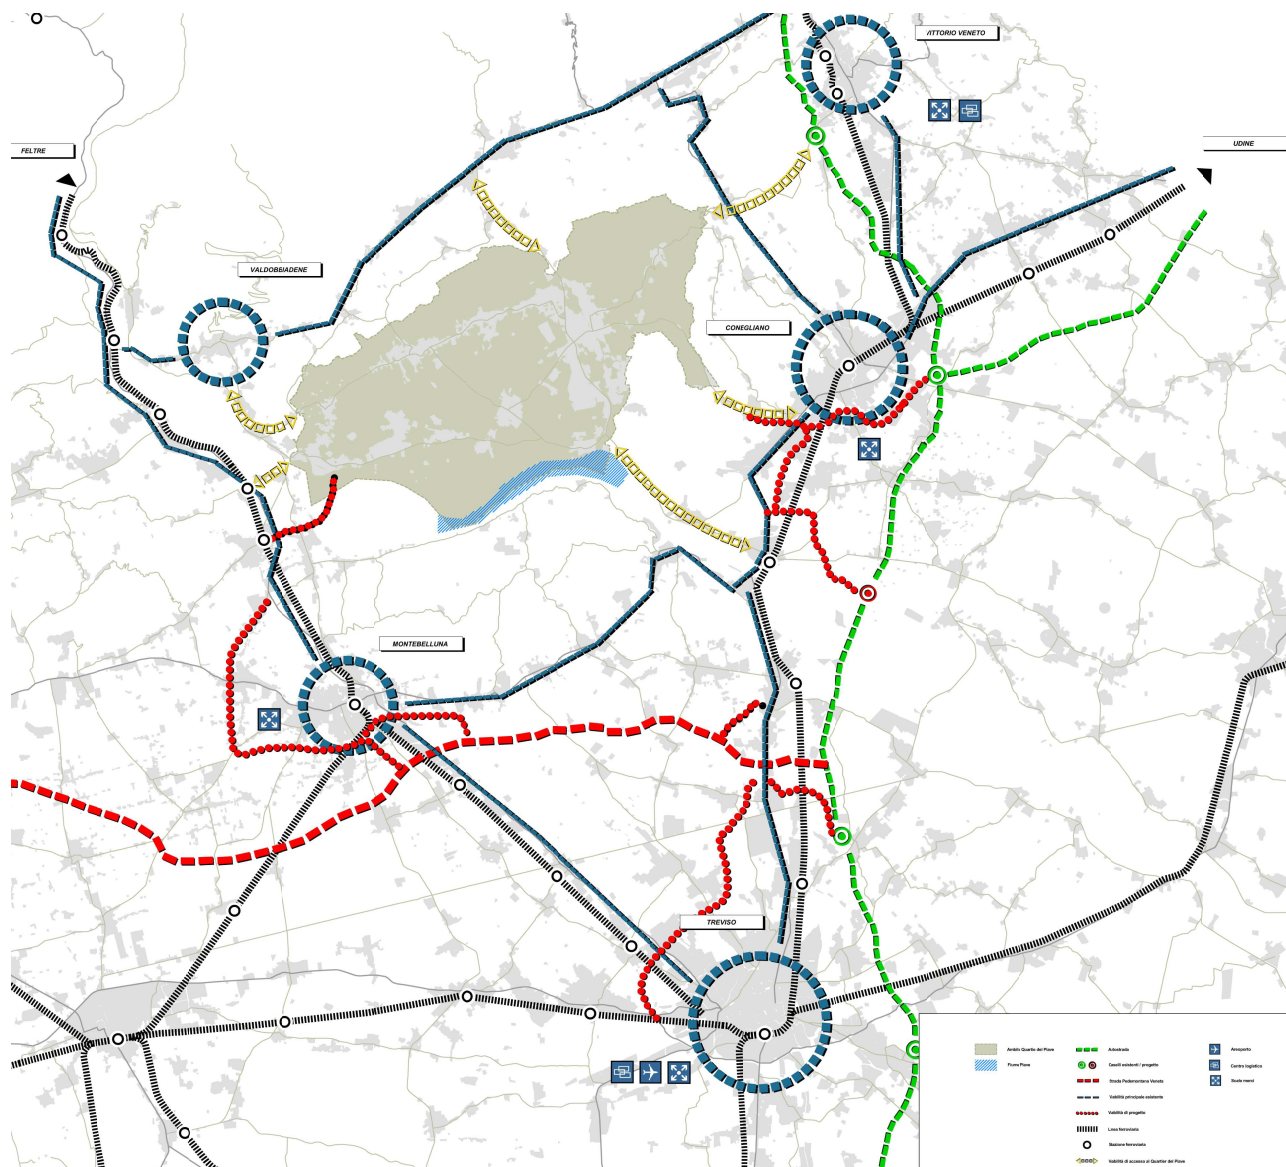 VITTORIO VENETO
FELTRE
UDINE
VALDOBBIADENE
CONEGLIANO
MONTEBELLUNA
TREVISO
Ambito Quartie del Piave
Fiume Piave
Autostrada
Caselli esistenti / progetto
Strada Pedemontana Veneta
Viabilità principale esistente
Viabilità di progetto
Linea ferroviaria
Stazione ferroviaria
Viabilità di accesso al Quartier del Piave
Aeroporto
Centro logistico
Scalo merci